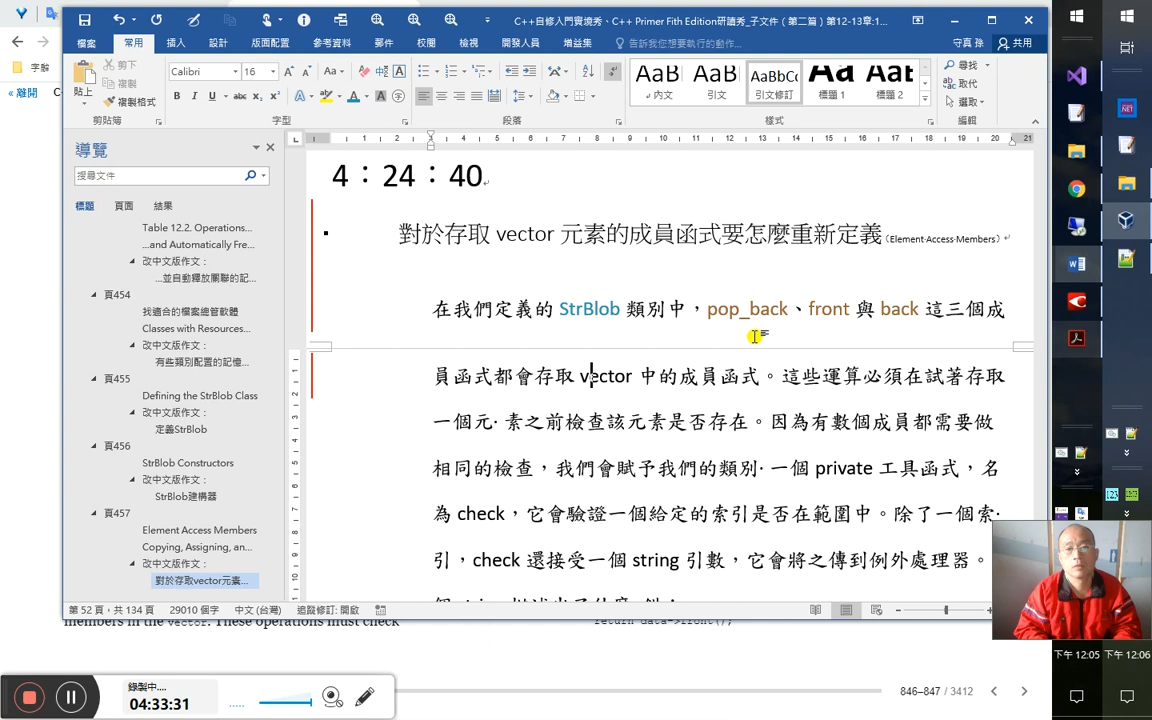 C++自修入門實境秀、C++ Primer Fith Edition研讀秀_子文件（第二篇）第12-13章:1...
檔案 常用 插入 設計 版面配置 參考資料 郵件 校閱 檢視 開發人員 增益集 告訴我您想要執行的動作... 守真 孫 共用
字
« 離開
貼上
剪下
複製
複製格式
剪貼簿
Calibri 16
字型
段落
AaBb
内文
AaBb
引文
AaBbCc
引文修訂
Aa
標題 1
Aat
標題 2
樣式
尋找
取代
選取
編輯
導覽
搜尋文件
標題 頁面 結果
Table 12.2. Operations...
...and Automatically Fre...
改中文版作文：
...並自動釋放關聯的記...
頁454
找適合的檔案總管軟體
Classes with Resources...
改中文版作文：
有些類別配置的記憶...
頁455
Defining the StrBlob Class
改中文版作文：
定義StrBlob
頁456
StrBlob Constructors
改中文版作文：
StrBlob建構器
頁457
Element Access Members
Copying, Assigning, an...
改中文版作文：
對於存取vector元素...
4：24：40
對於存取 vector 元素的成員函式要怎麼重新定義（Element Access Members）
在我們定義的 StrBlob 類別中，pop_back、front 與 back 這三個成
員函式都會存取 vector 中的成員函式。這些運算必須在試著存取
一個元 素之前檢查該元素是否存在。因為有數個成員都需要做
相同的檢查，我們會賦予我們的類別 一個 private 工具函式，名
為 check，它會驗證一個給定的索引是否在範圍中。除了一個索
引，check 還接受一個 string 引數，它會將之傳到例外處理器。
第 52 頁，共 134 頁 29010 個字 中文 (台灣) 追蹤修訂: 開啟
members in the vector. These operations must check
return data->front();
錄製中....
04:33:31
846–847 / 3412
下午 12:05 下午 12:06